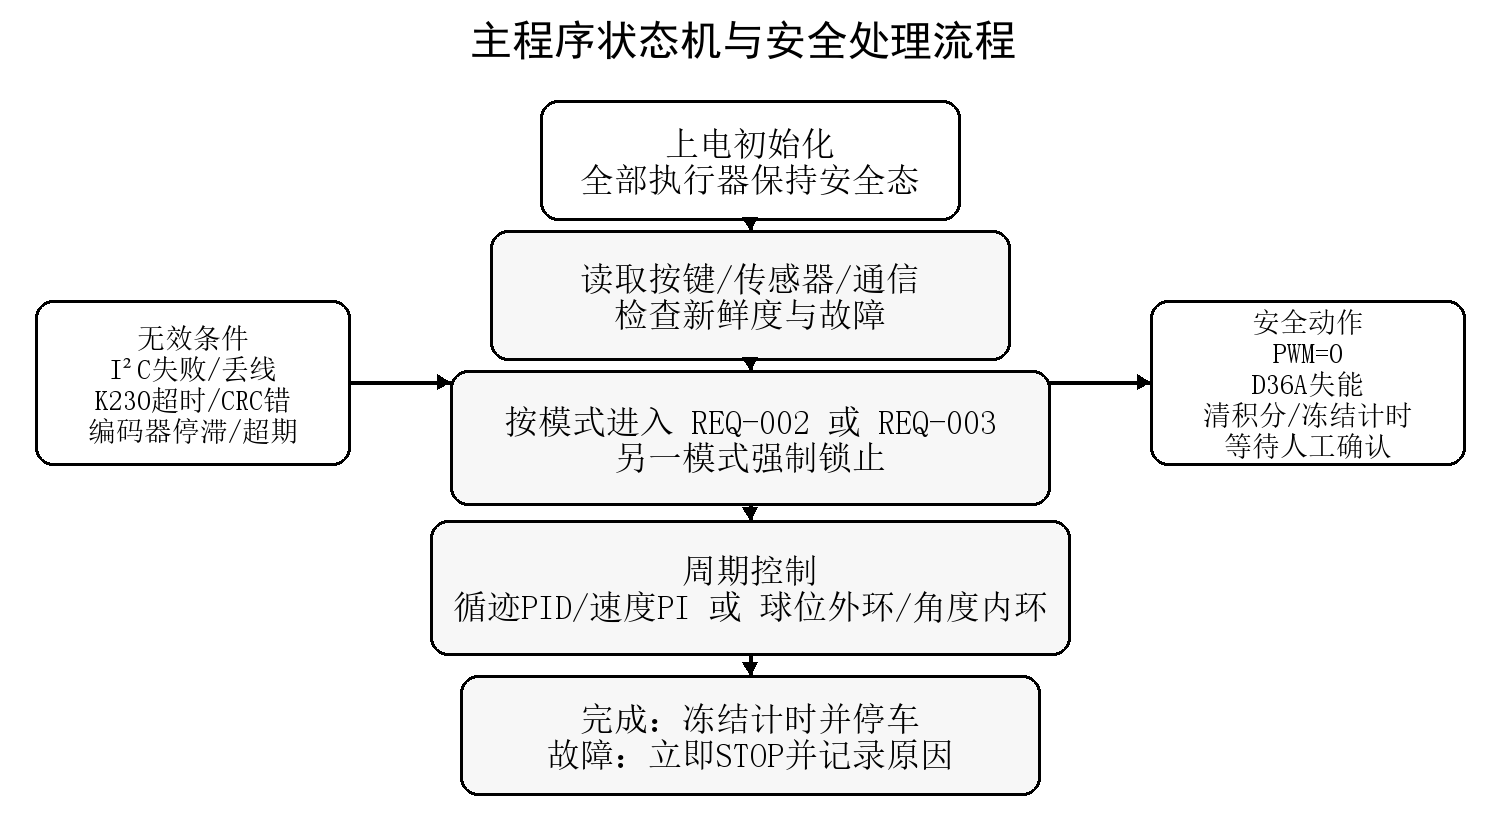 主程序状态机与安全处理流程
上电初始化
全部执行器保持安全态
读取按键/传感器/通信
检查新鲜度与故障
无效条件
I²C失败/丢线
K230超时/CRC错
编码器停滞/超期
按模式进入 REQ-002 或 REQ-003
另一模式强制锁止
安全动作
PWM=0
D36A失能
清积分/冻结计时
等待人工确认
周期控制
循迹PID/速度PI 或 球位外环/角度内环
完成：冻结计时并停车
故障：立即STOP并记录原因